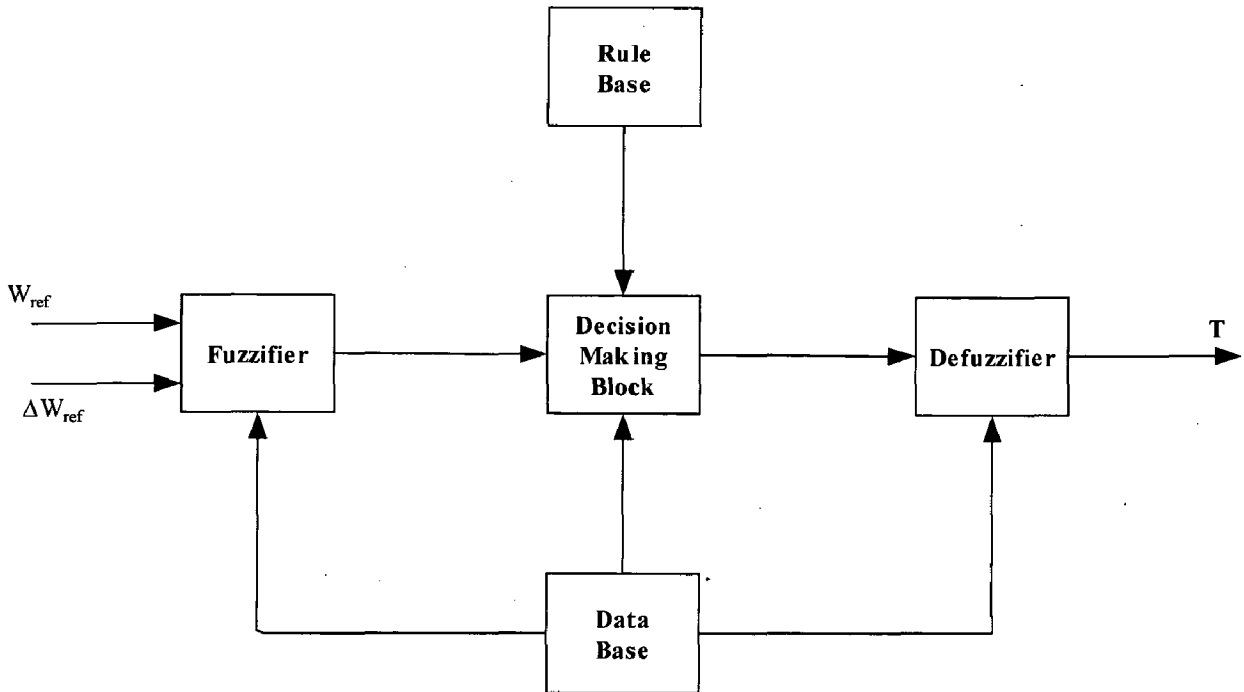 Rule
Base
W_ref
ΔW_ref
Fuzzifier
Decision
Making
Block
Defuzzifier
T
Data
Base